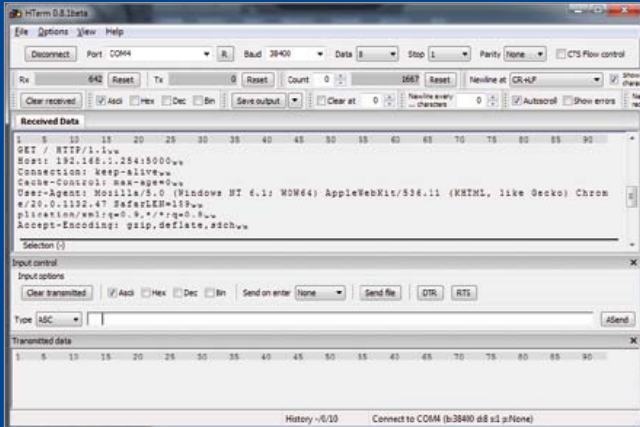 HTerm 0.8.1beta
File Options View Help
Disconnect Port COM4 R Baud 38400 Data 8 Stop 1 Parity None CTS Flow control
Rx 642 Reset Tx 0 Reset Count 0 1667 Reset Newline at CR+LF Show
Clear received Ascii Hex Dec Bin Save output Clear at 0 Newline every ... characters 0 Autoscroll Show errors
Received Data
1 5 10 15 20 25 30 35 40 45 50 55 60 65 70 75 80 85 90
GET / HTTP/1.1
Host: 192.168.1.254:5000
Connection: keep-alive
Cache-Control: max-age=0
User-Agent: Mozilla/5.0 (Windows NT 6.1; WOW64) AppleWebKit/536.11 (KHTML, like Gecko) Chrom
e/20.0.1132.47 SafarLEN=189
plication/xml;q=0.9,*/*;q=0.8
Accept-Encoding: gzip,deflate,sdch
Selection (-)
Input control
Input options
Clear transmitted Ascii Hex Dec Bin Send on enter None Send file DTR RTS
Type ASC ASend
Transmitted data
1 5 10 15 20 25 30 35 40 45 50 55 60 65 70 75 80 85 90
History -/0/10 Connect to COM4 (b:38400 d:8 s:1 p:None)